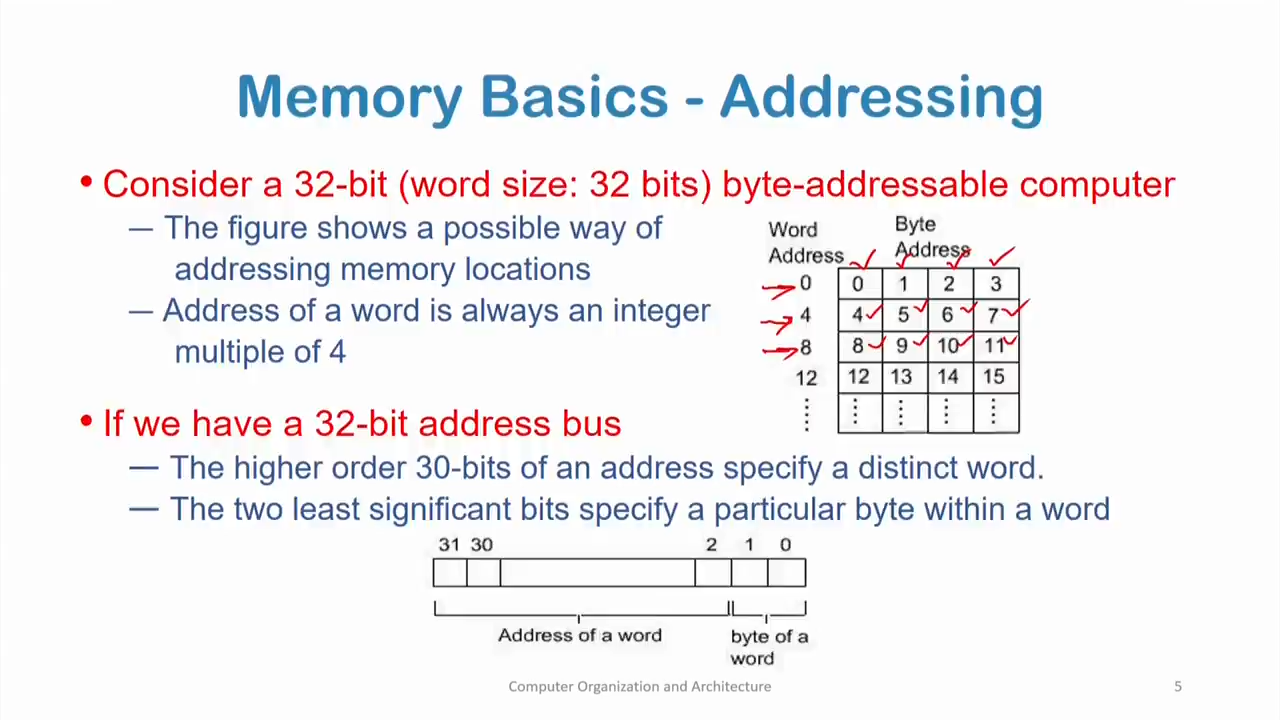 Memory Basics - Addressing
• Consider a 32-bit (word size: 32 bits) byte-addressable computer
— The figure shows a possible way of
addressing memory locations
— Address of a word is always an integer
multiple of 4
Word Address
Byte Address
0 0 1 2 3
4 4 5 6 7
8 8 9 10 11
12 12 13 14 15
• If we have a 32-bit address bus
— The higher order 30-bits of an address specify a distinct word.
— The two least significant bits specify a particular byte within a word
31 30 2 1 0
Address of a word
byte of a
word
Computer Organization and Architecture
5